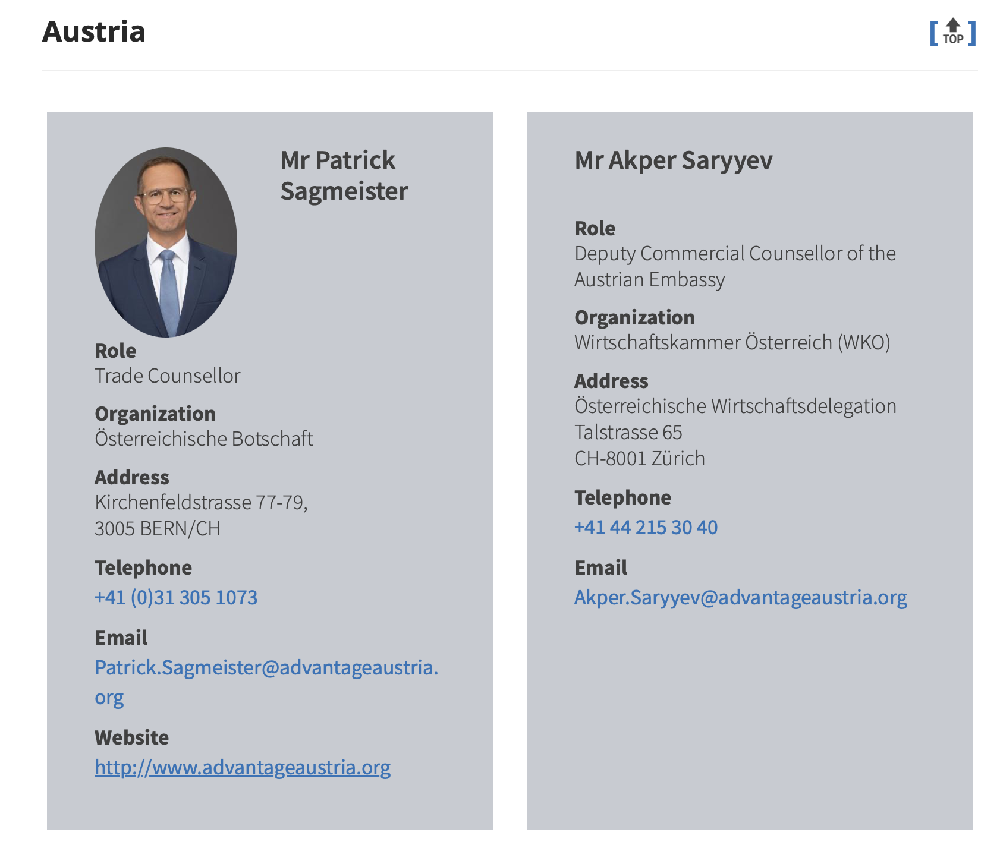 Austria
[ TOP ]
Mr Patrick
Sagmeister
Role
Trade Counsellor
Organization
Österreichische Botschaft
Address
Kirchenfeldstrasse 77-79,
3005 BERN/CH
Telephone
+41 (0)31 305 1073
Email
Patrick.Sagmeister@advantageaustria.
org
Website
http://www.advantageaustria.org
Mr Akper Saryyev
Role
Deputy Commercial Counsellor of the
Austrian Embassy
Organization
Wirtschaftskammer Österreich (WKO)
Address
Österreichische Wirtschaftsdelegation
Talstrasse 65
CH-8001 Zürich
Telephone
+41 44 215 30 40
Email
Akper.Saryyev@advantageaustria.org